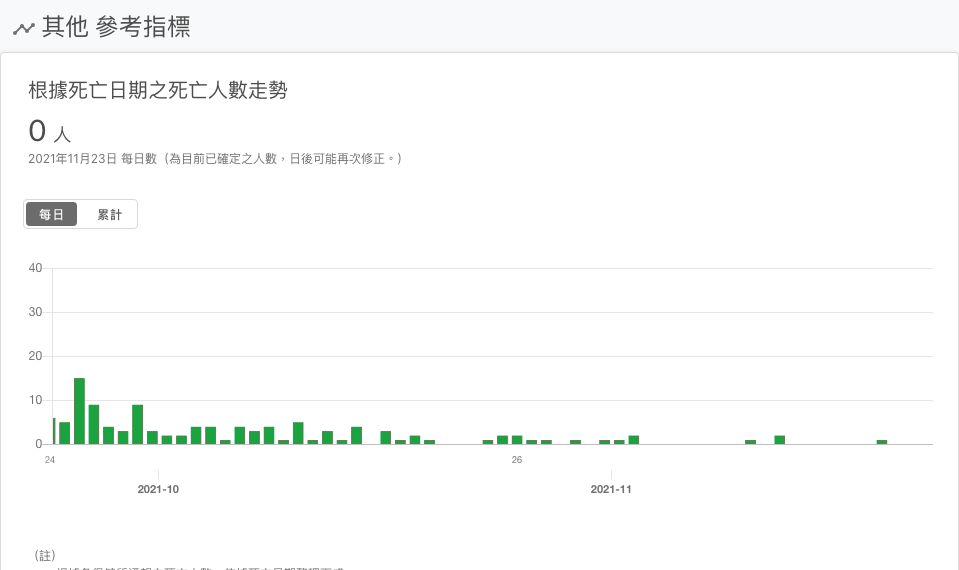 其他 參考指標
根據死亡日期之死亡人數走勢
0 人
2021年11月23日 每日數（為目前已確定之人數，日後可能再次修正。）
每日 累計
40
30
20
10
0
24 26
2021-10 2021-11
（註）